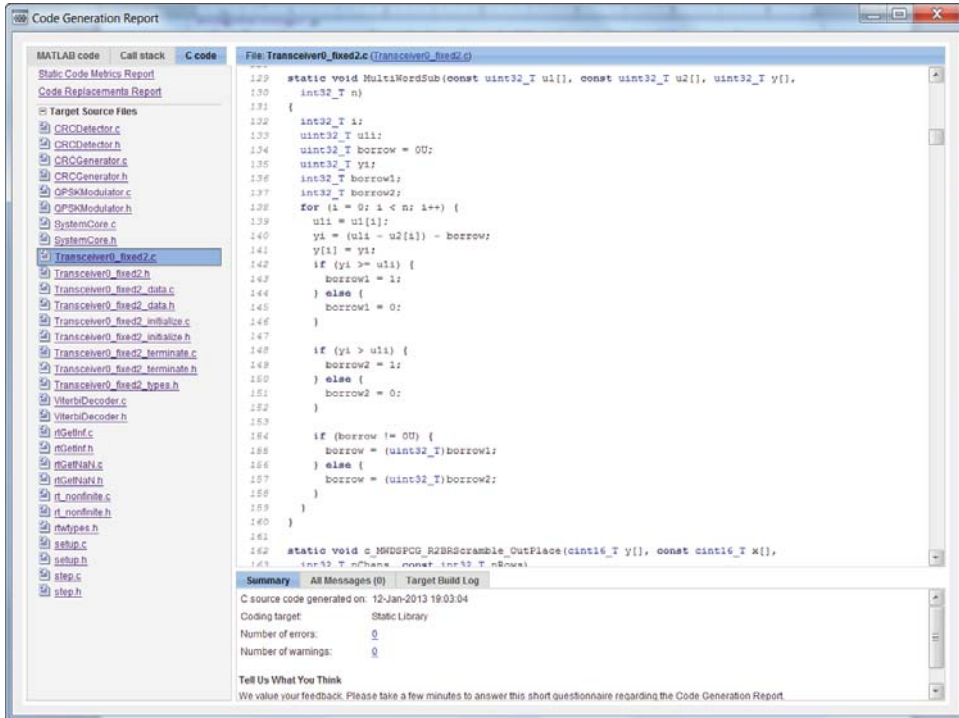 Code Generation Report
MATLAB code Call stack C code
Static Code Metrics Report
Code Replacements Report
Target Source Files
CRCDetector.c
CRCDetector.h
CRCGenerator.c
CRCGenerator.h
QPSKModulator.c
QPSKModulator.h
SystemCore.c
SystemCore.h
Transceiver0_fixed2.c
Transceiver0_fixed2.h
Transceiver0_fixed2_data.c
Transceiver0_fixed2_data.h
Transceiver0_fixed2_initialize.c
Transceiver0_fixed2_initialize.h
Transceiver0_fixed2_terminate.c
Transceiver0_fixed2_terminate.h
Transceiver0_fixed2_types.h
ViterbiDecoder.c
ViterbiDecoder.h
rtGetInf.c
rtGetInf.h
rtGetNaN.c
rtGetNaN.h
rt_nonfinite.c
rt_nonfinite.h
rtwtypes.h
setup.c
setup.h
step.c
step.h
File: Transceiver0_fixed2.c (Transceiver0_fixed2.c)
129 static void MultiWordSub(const uint32_T u1[], const uint32_T u2[], uint32_T y[],
130 int32_T n)
131 {
132 int32_T i;
133 uint32_T u1i;
134 uint32_T borrow = 0U;
135 uint32_T yi;
136 int32_T borrow1;
137 int32_T borrow2;
138 for (i = 0; i < n; i++) {
139 u1i = u1[i];
140 yi = (u1i - u2[i]) - borrow;
141 y[i] = yi;
142 if (yi >= u1i) {
143 borrow1 = 1;
144 } else {
145 borrow1 = 0;
146 }
147
148 if (yi > u1i) {
149 borrow2 = 1;
150 } else {
151 borrow2 = 0;
152 }
153
154 if (borrow != 0U) {
155 borrow = (uint32_T)borrow1;
156 } else {
157 borrow = (uint32_T)borrow2;
158 }
159 }
160 }
161
162 static void c_MWDSPCG_R2BRScramble_OutPlace(cint16_T y[], const cint16_T x[],
163 int32_T nChans, const int32_T nRows)
Summary All Messages (0) Target Build Log
C source code generated on: 12-Jan-2013 19:03:04
Coding target: Static Library
Number of errors: 0
Number of warnings: 0
Tell Us What You Think
We value your feedback. Please take a few minutes to answer this short questionnaire regarding the Code Generation Report.